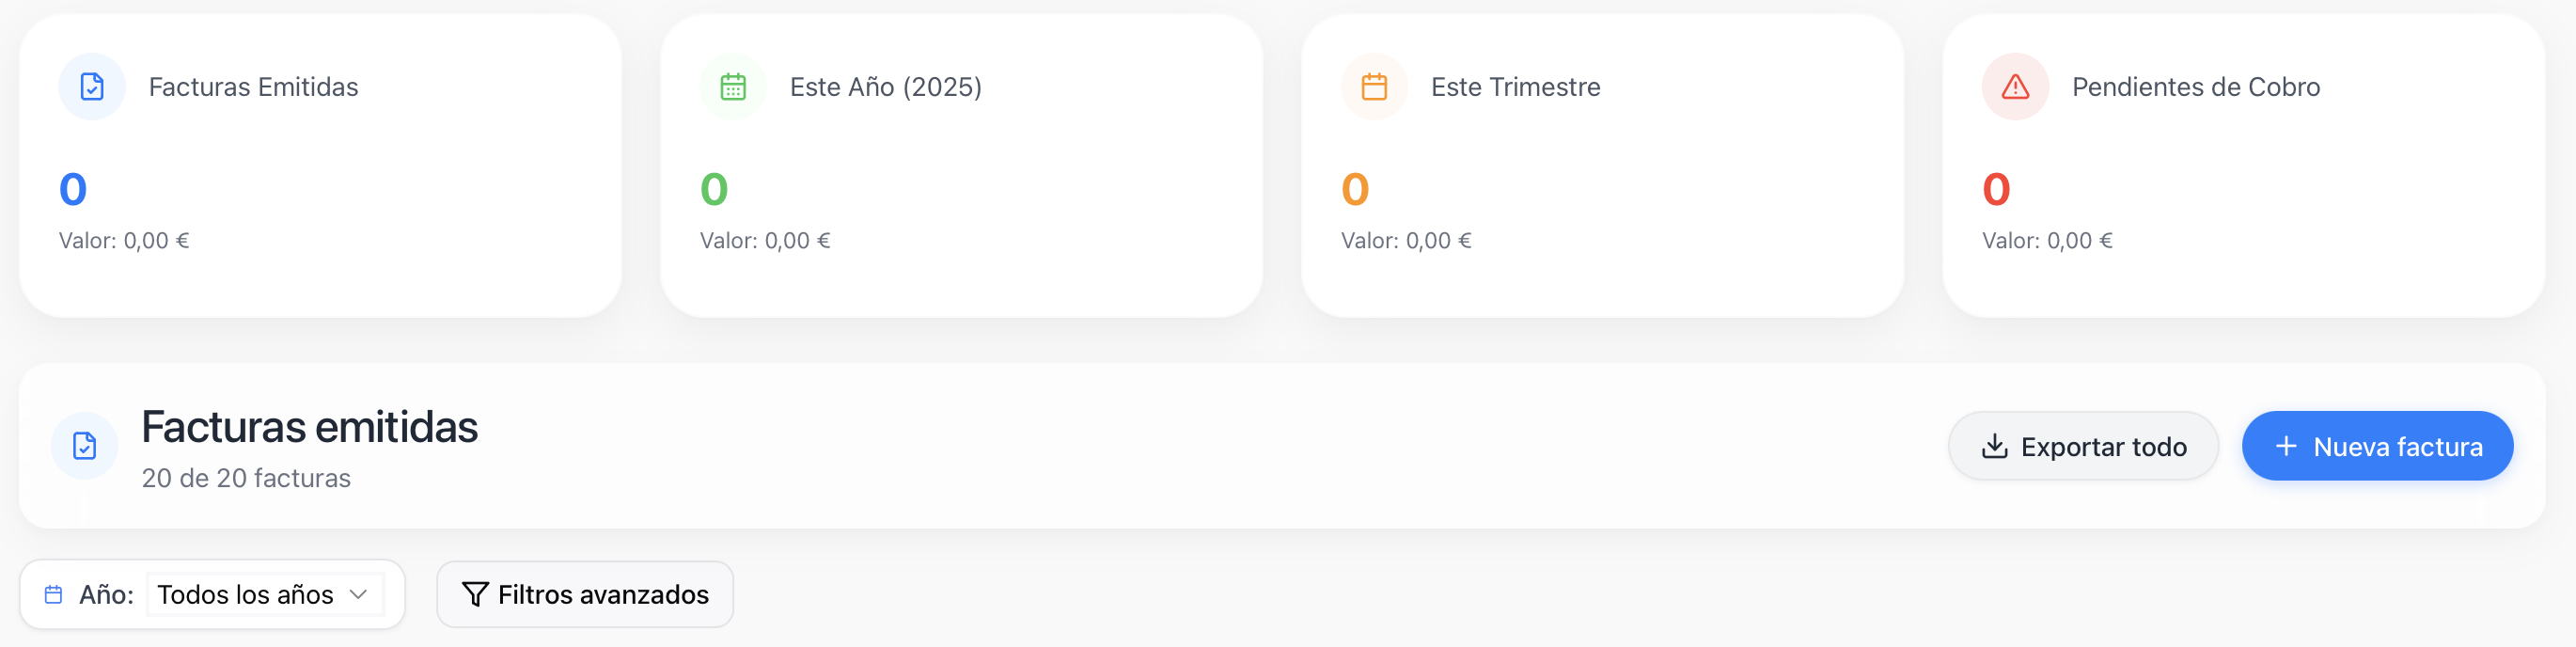 Facturas Emitidas
0
Valor: 0,00 €
Este Año (2025)
0
Valor: 0,00 €
Este Trimestre
0
Valor: 0,00 €
Pendientes de Cobro
0
Valor: 0,00 €
Facturas emitidas
20 de 20 facturas
Exportar todo
Nueva factura
Año: Todos los años
Filtros avanzados